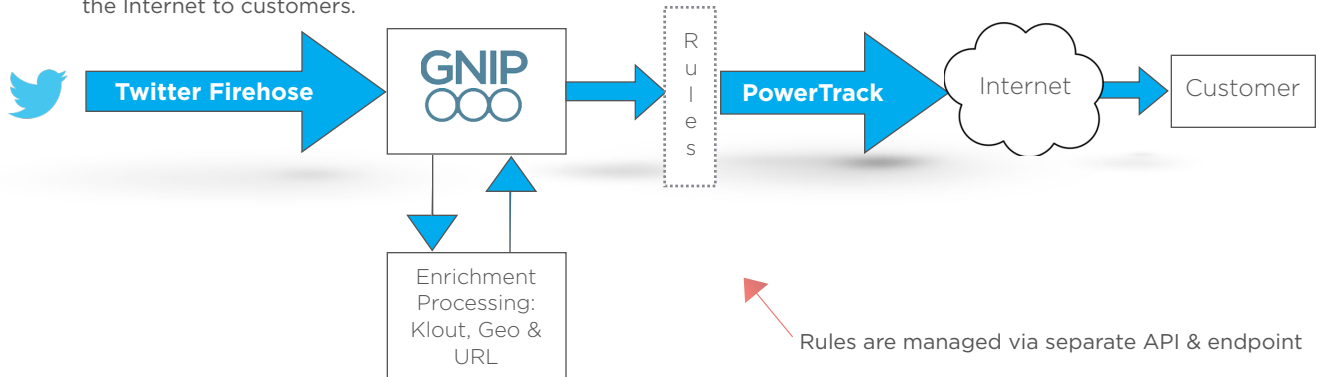 the Internet to customers.
Twitter Firehose
GNIP
Rules
PowerTrack
Internet
Customer
Enrichment
Processing:
Klout, Geo &
URL
Rules are managed via separate API & endpoint